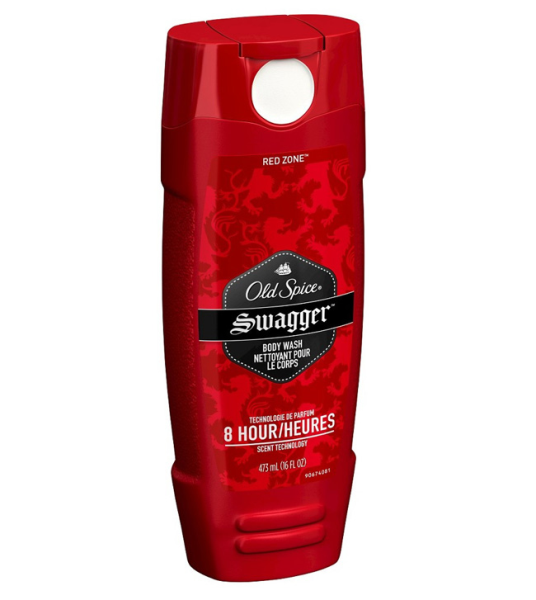 RED ZONE™
Old Spice®
Swagger™
BODY WASH
NETTOYANT POUR
LE CORPS
TECHNOLOGIE DE PARFUM
8 HOUR/HEURES
SCENT TECHNOLOGY
473 mL (16 FL OZ)
90674381